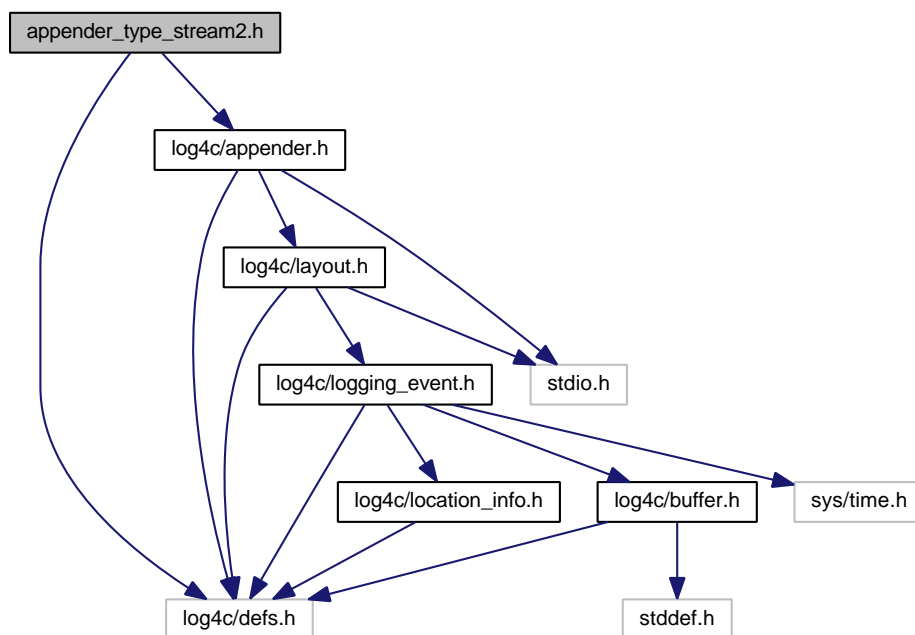 appender_type_stream2.h
log4c/appender.h
log4c/layout.h
log4c/logging_event.h
stdio.h
log4c/location_info.h
log4c/buffer.h
sys/time.h
log4c/defs.h
stddef.h